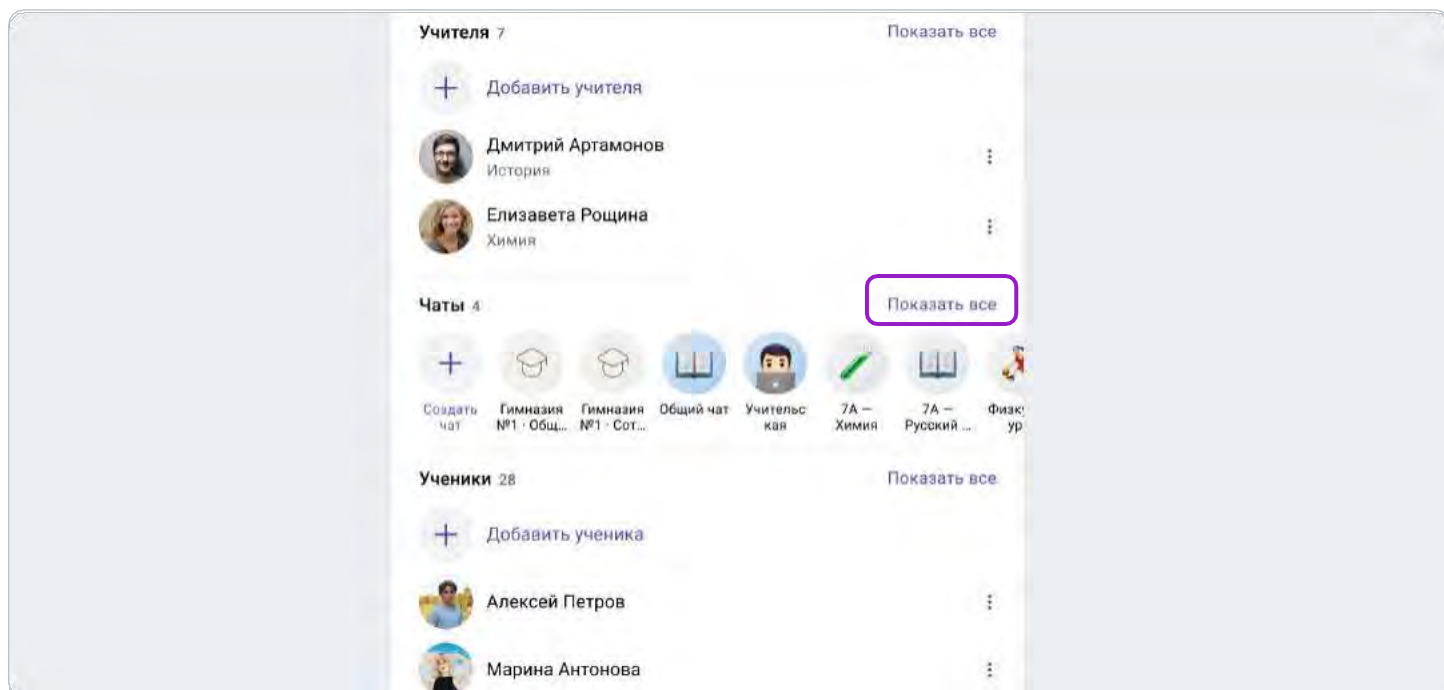 Учителя 7 Показать все
Добавить учителя
Дмитрий Артамонов
История
Елизавета Рощина
Химия
Чаты 4 Показать все
Создать чат
Гимназия №1 · Общ...
Гимназия №1 · Сот...
Общий чат
Учительс кая
7А — Химия
7А — Русский ...
Физк
ур
Ученики 28 Показать все
Добавить ученика
Алексей Петров
Марина Антонова